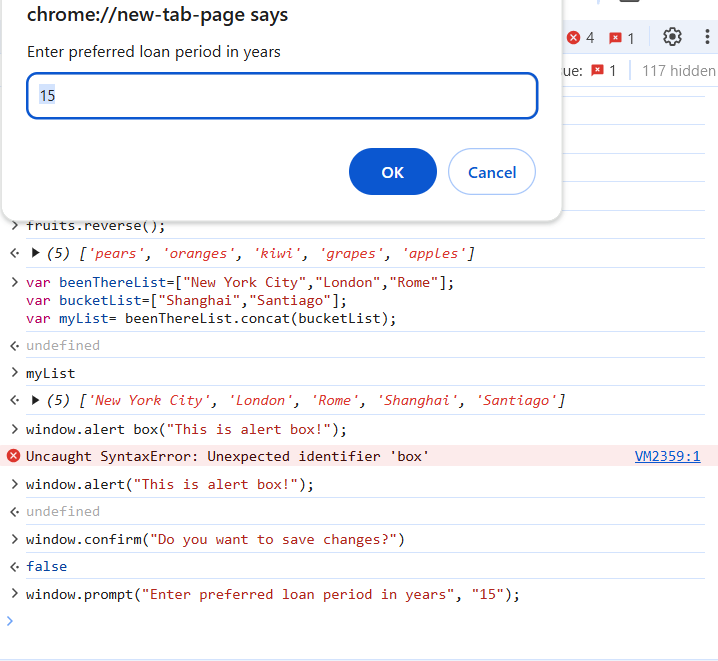 chrome://new-tab-page says
Enter preferred loan period in years
4 1
15
ue: 1 117 hidden
OK Cancel
fruits.reverse();
(5) ['pears', 'oranges', 'kiwi', 'grapes', 'apples']
var beenThereList=["New York City","London","Rome"];
var bucketList=["Shanghai","Santiago"];
var myList= beenThereList.concat(bucketList);
undefined
myList
(5) ['New York City', 'London', 'Rome', 'Shanghai', 'Santiago']
window.alert box("This is alert box!");
Uncaught SyntaxError: Unexpected identifier 'box' VM2359:1
window.alert("This is alert box!");
undefined
window.confirm("Do you want to save changes?")
false
window.prompt("Enter preferred loan period in years", "15");